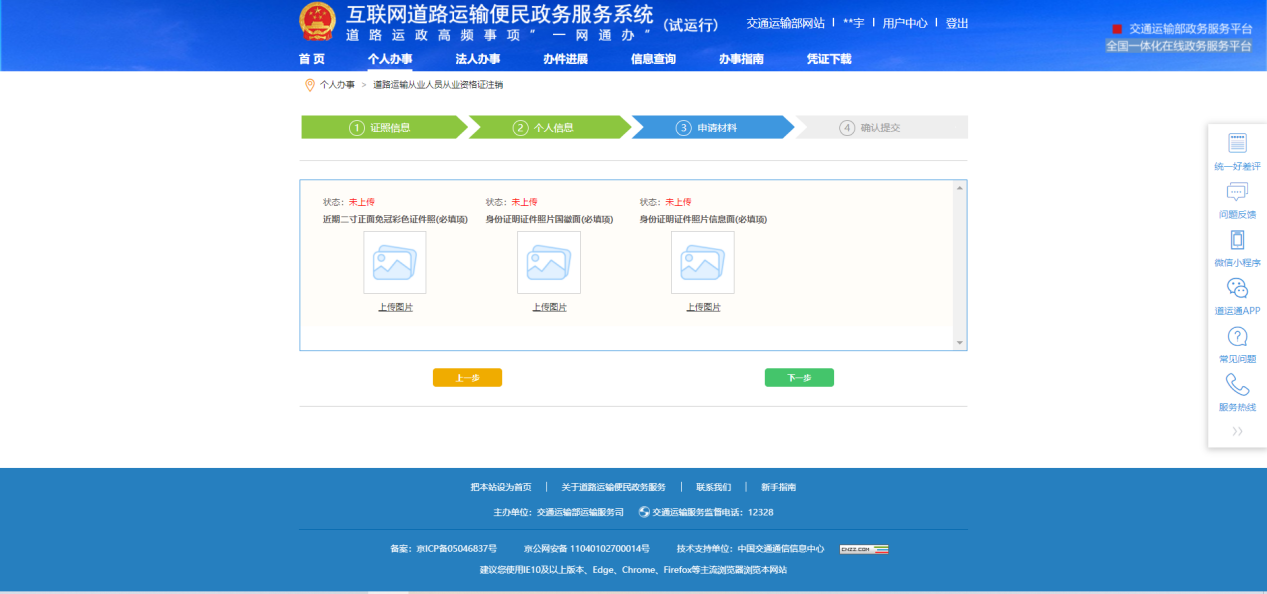 互联网道路运输便民政务服务系统 (试运行)
道路运政高频事项"一网通办"
交通运输部网站 | **宇 | 用户中心 | 登出
交通运输部政务服务平台
全国一体化在线政务服务平台
首页 个人办事 法人办事 办件进展 信息查询 办事指南 凭证下载
个人办事 > 道路运输从业人员从业资格证注销
1 证照信息 2 个人信息 3 申请材料 4 确认提交
状态：未上传 状态：未上传 状态：未上传
近期二寸正面免冠彩色证件照(必填项) 身份证明证件照片国徽面(必填项) 身份证明证件照片信息面(必填项)
上传图片 上传图片 上传图片
上一步 下一步
统一好差评
问题反馈
微信小程序
道运通APP
常见问题
服务热线
把本站设为首页 | 关于道路运输便民政务服务 | 联系我们 | 新手指南
主办单位：交通运输部运输服务司 交通运输服务监督电话：12328
备案：京ICP备05046837号 京公网安备 11040102700014号 技术支持单位：中国交通通信信息中心 CNZZ.COM
建议您使用IE10及以上版本、Edge、Chrome、Firefox等主流浏览器浏览本网站